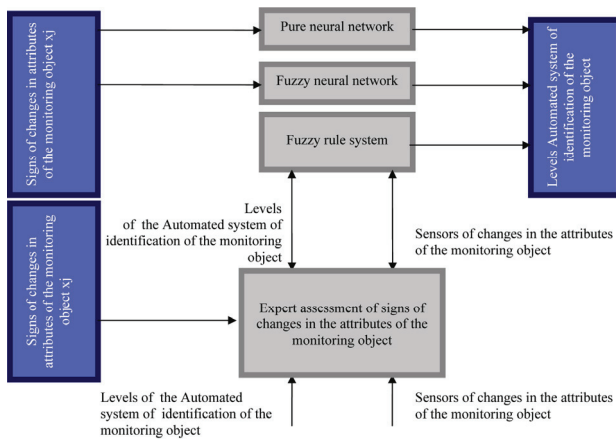 Signs of changes in attributes
of the monitoring object xj
Pure neural network
Fuzzy neural network
Fuzzy rule system
Levels Automated system of
identification of the
monitoring object
Levels
of the Automated system of
identification of the monitoring
object
Sensors of changes in the attributes
of the monitoring object
Signs of changes in
attributes of the monitoring
object xj
Expert assessment of signs of
changes in the attributes of the
monitoring object
Levels of the Automated
system of identification of the
monitoring object
Sensors of changes in the attributes
of the monitoring object